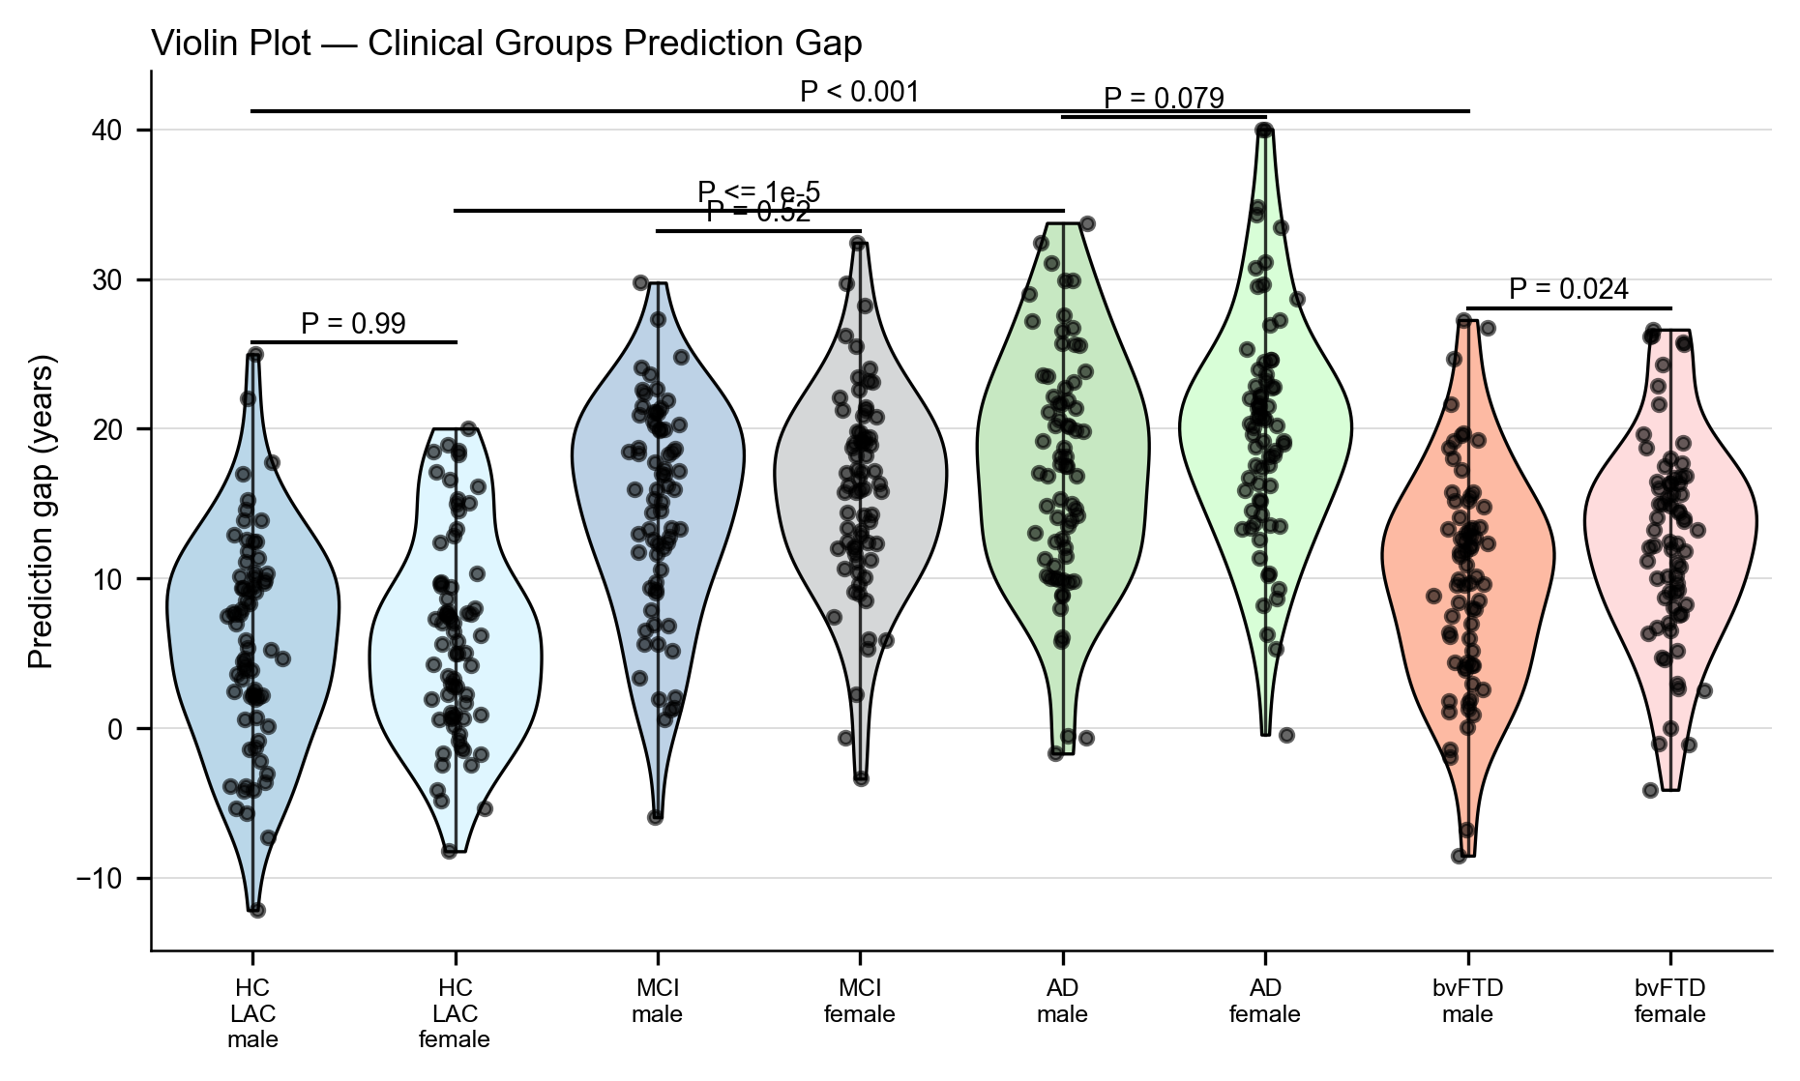 Violin Plot — Clinical Groups Prediction Gap
P < 0.001
P = 0.079
P <= 1e-5
P = 0.52
P = 0.99
P = 0.024
Prediction gap (years)
40
30
20
10
0
−10
HC
LAC
male
HC
LAC
female
MCI
male
MCI
female
AD
male
AD
female
bvFTD
male
bvFTD
female